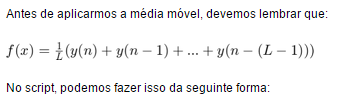 Antes de aplicarmos a média móvel, devemos lembrar que:
f(x) = \frac{1}{L}(y(n) + y(n − 1) + ... + y(n − (L − 1)))
No script, podemos fazer isso da seguinte forma: